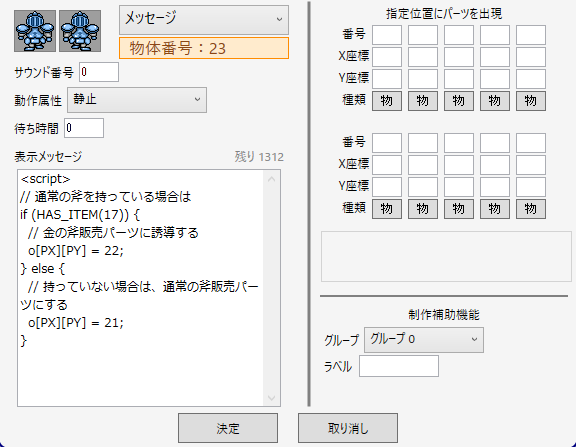 メッセージ
物体番号：23
サウンド番号 0
動作属性 静止
待ち時間 0
表示メッセージ 残り 1312
<script>
// 通常の斧を持っている場合は
if (HAS_ITEM(17)) {
  // 金の斧販売パーツに誘導する
  o[PX][PY] = 22;
} else {
  // 持っていない場合は、通常の斧販売パー
ツにする
  o[PX][PY] = 21;
}
指定位置にパーツを出現
番号
X座標
Y座標
種類 物 物 物 物 物
番号
X座標
Y座標
種類 物 物 物 物 物
制作補助機能
グループ グループ 0
ラベル
決定 取り消し